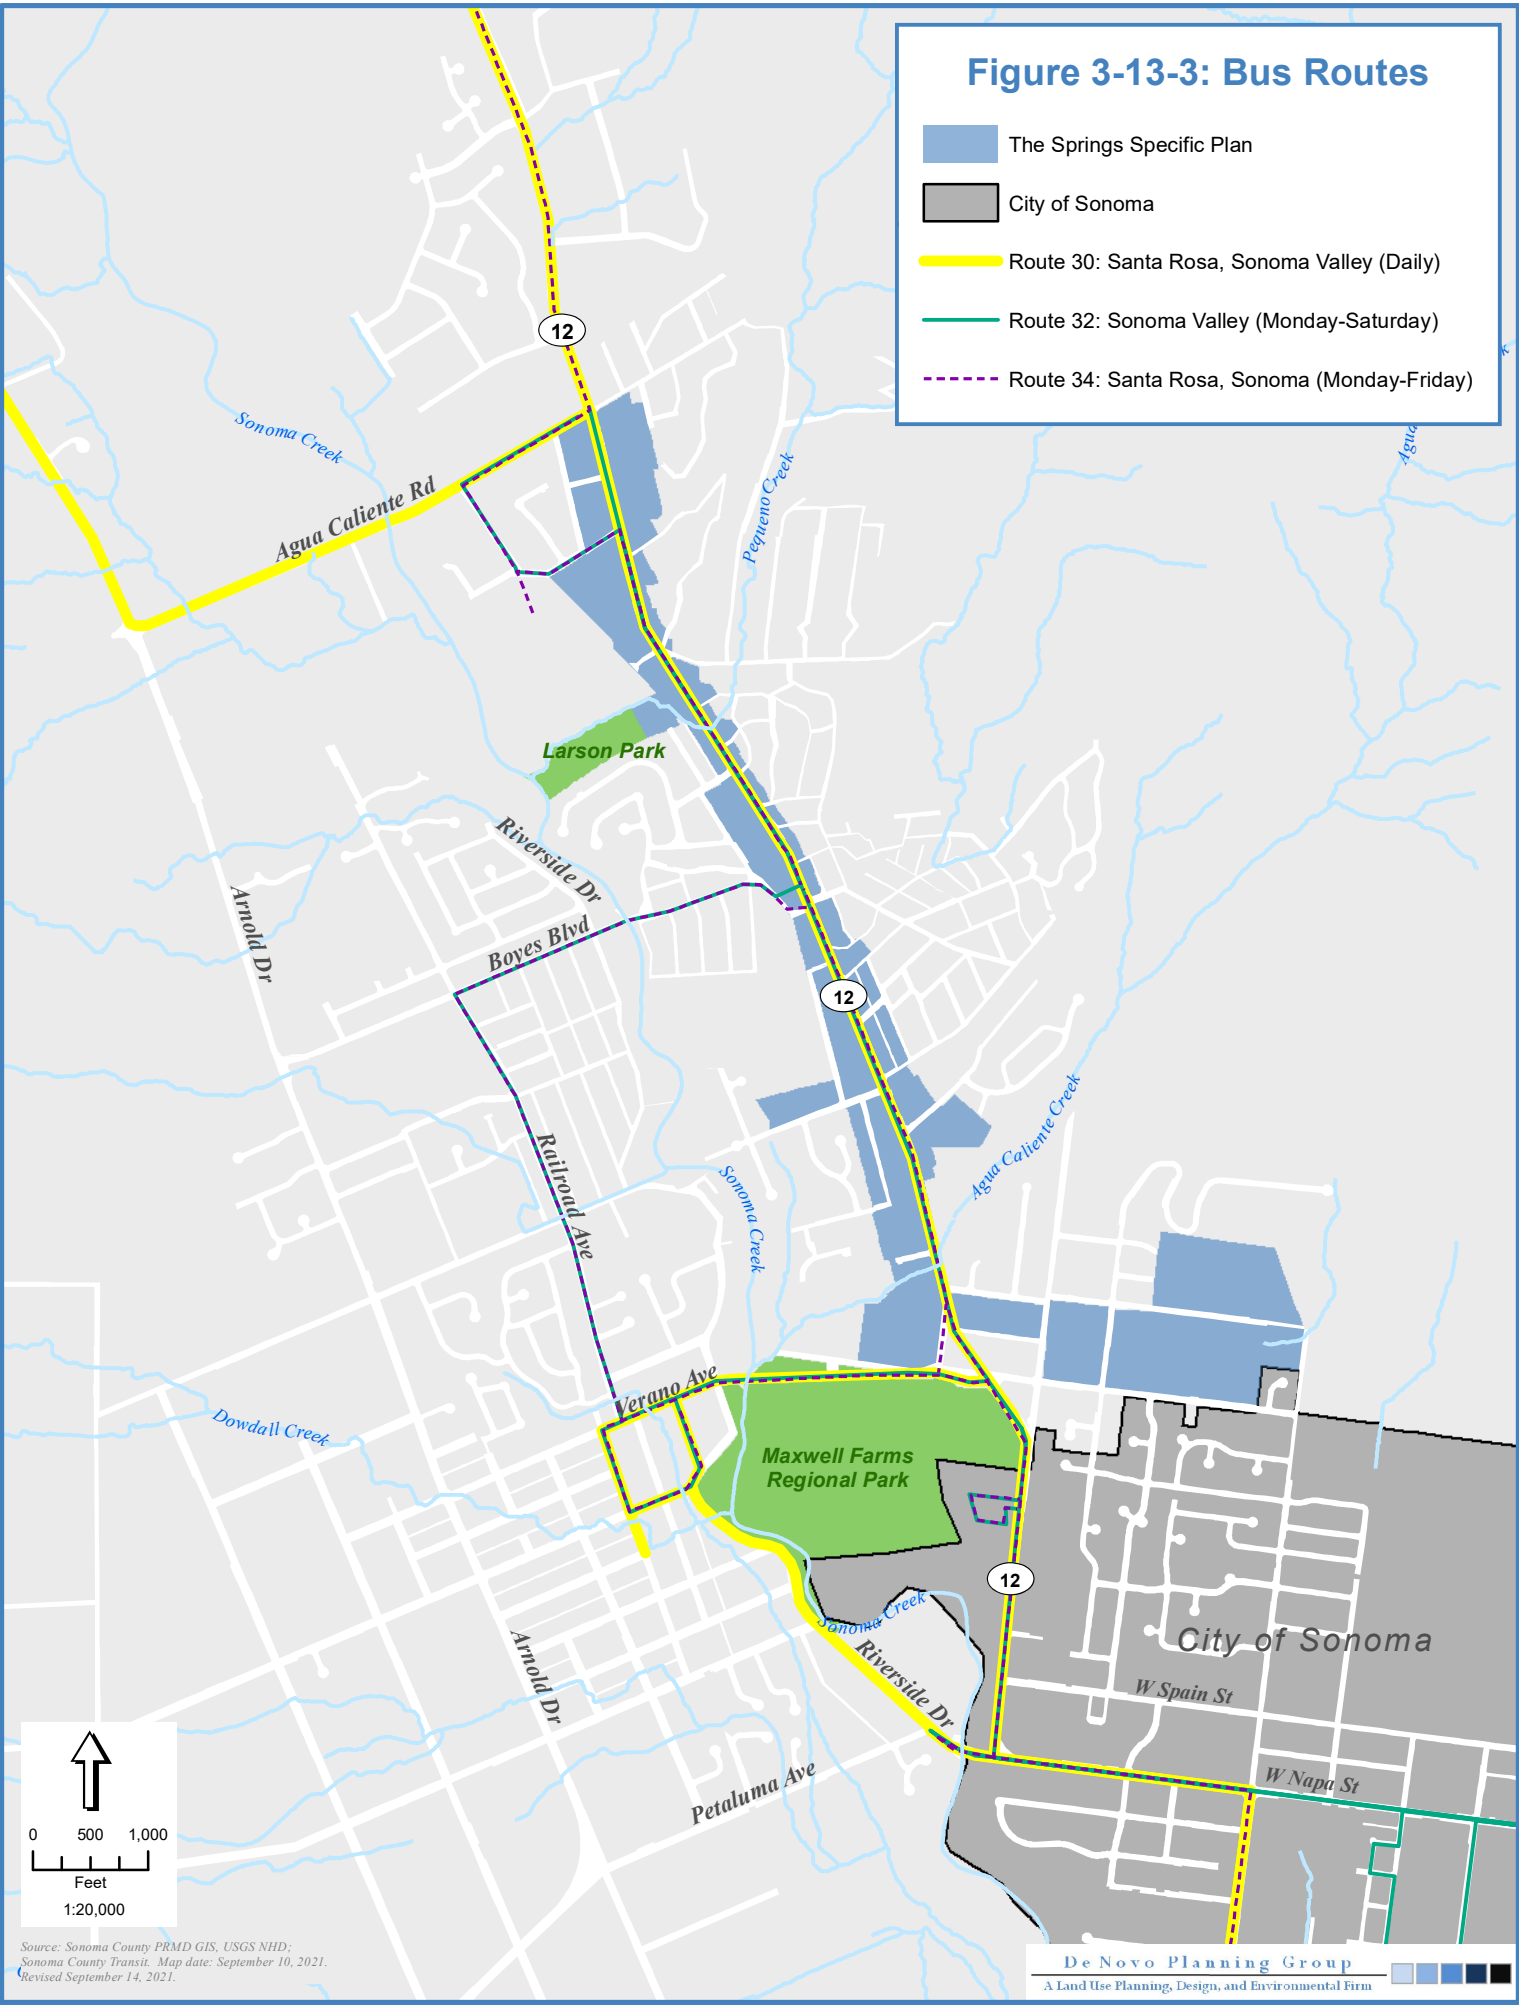 Figure 3-13-3: Bus Routes
The Springs Specific Plan
City of Sonoma
Route 30: Santa Rosa, Sonoma Valley (Daily)
Route 32: Sonoma Valley (Monday-Saturday)
Route 34: Santa Rosa, Sonoma (Monday-Friday)
12
k
Agua
Sonoma Creek
Pequeno Creek
Agua Caliente Rd
Larson Park
Riverside Dr
Arnold Dr
Boyes Blvd
12
Agua Caliente Creek
Railroad Ave
Sonoma Creek
Verano Ave
Dowdall Creek
Maxwell Farms
Regional Park
12
Sonoma Creek
City of Sonoma
Riverside Dr
Arnold Dr
W Spain St
W Napa St
Petaluma Ave
0 500 1,000
Feet
1:20,000
Source: Sonoma County PRMD GIS, USGS NHD;
Sonoma County Transit. Map date: September 10, 2021.
Revised September 14, 2021.
De Novo Planning Group
A Land Use Planning, Design, and Environmental Firm